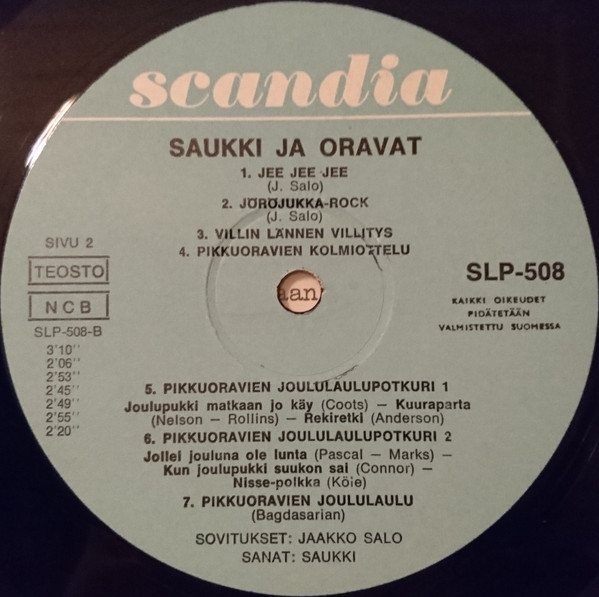 scandia
SAUKKI JA ORAVAT
1. JEE JEE JEE
(J. Salo)
2. JÖRÖJUKKA-ROCK
(J. Salo)
3. VILLIN LÄNNEN VILLITYS
4. PIKKUORAVIEN KOLMIOTTELU
SIVU 2
TEOSTO
NCB
SLP-508-B
3'10''
2'06''
2'53''
2'45''
2'49''
2'55''
2'20''
aan
SLP-508
KAIKKI OIKEUDET
PIDÄTETÄÄN
VALMISTETTU SUOMESSA
5. PIKKUORAVIEN JOULULAULUPOTKURI 1
Joulupukki matkaan jo käy (Coots) – Kuuraparta
(Nelson – Rollins) – Rekiretki (Anderson)
6. PIKKUORAVIEN JOULULAULUPOTKURI 2
Jollei jouluna ole lunta (Pascal – Marks) –
Kun joulupukki suukon sai (Connor) –
Nisse-polkka (Köie)
7. PIKKUORAVIEN JOULULAULU
(Bagdasarian)
SOVITUKSET: JAAKKO SALO
SANAT: SAUKKI